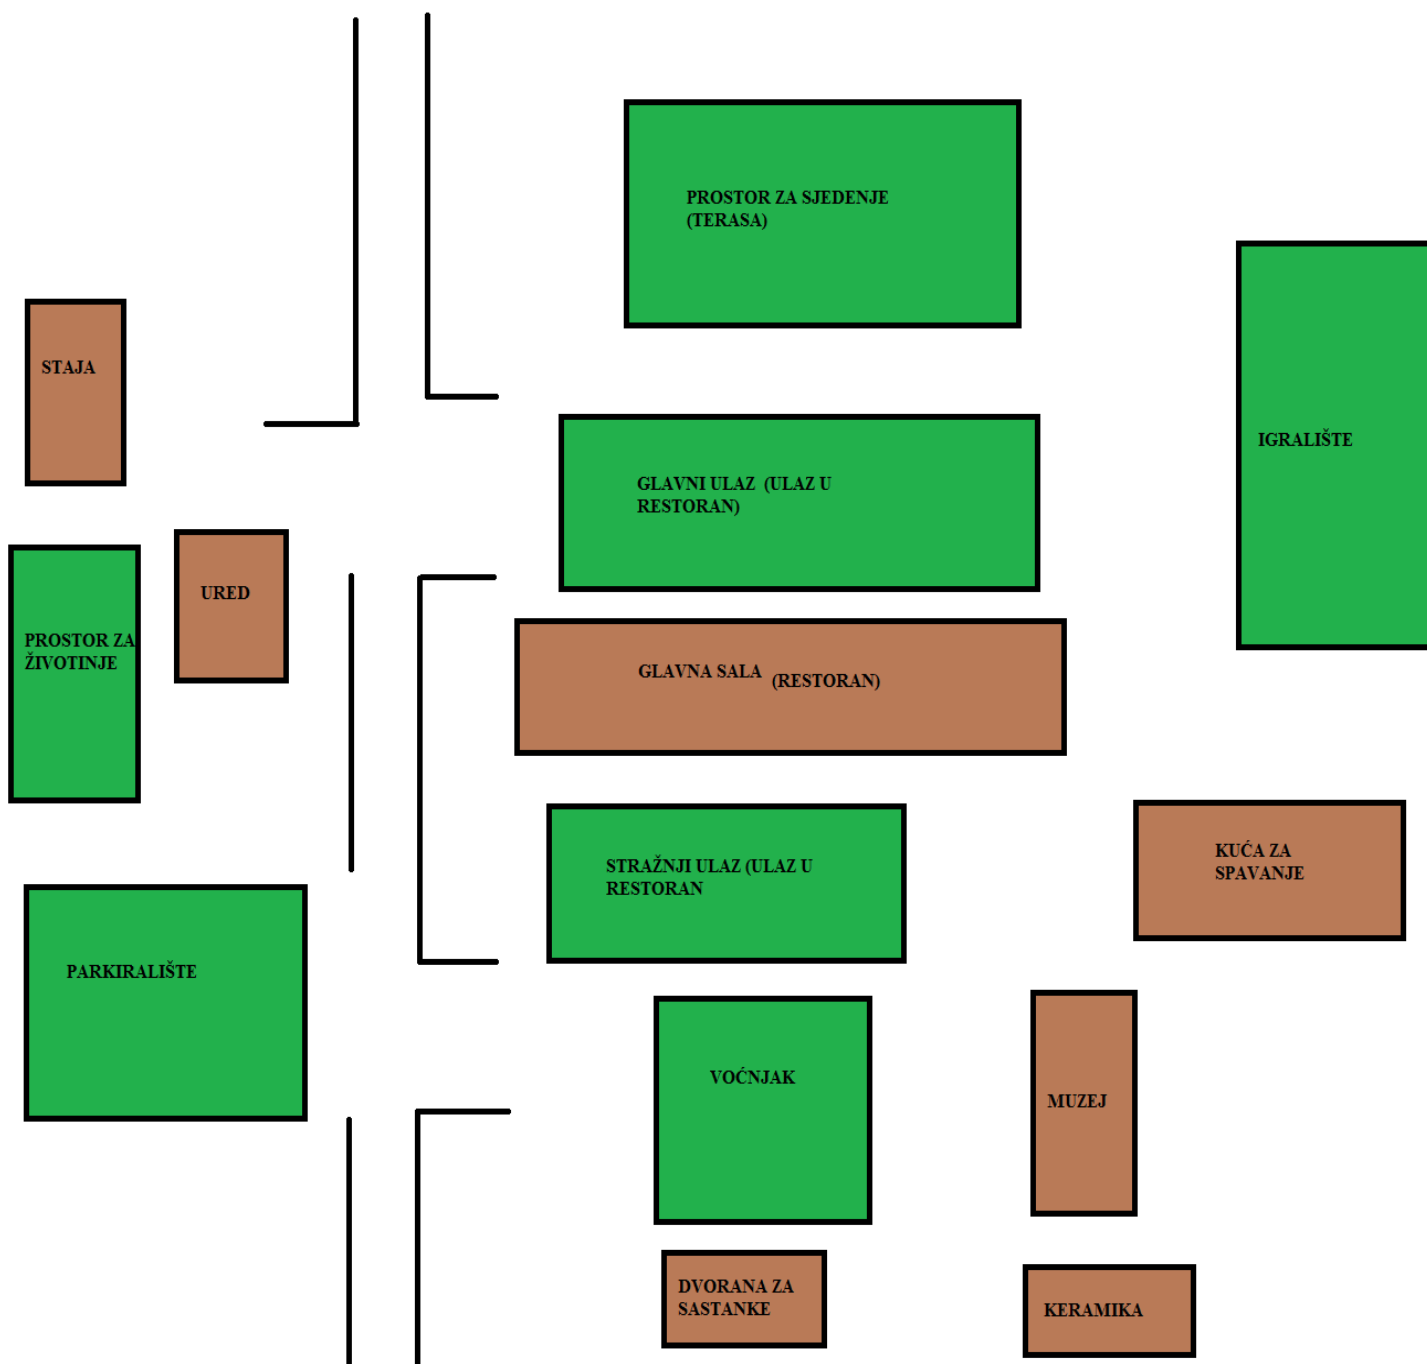 PROSTOR ZA SJEDENJE
(TERASA)
STAJA
IGRALIŠTE
GLAVNI ULAZ (ULAZ U
RESTORAN)
URED
PROSTOR ZA
ŽIVOTINJE
GLAVNA SALA (RESTORAN)
STRAŽNJI ULAZ (ULAZ U
RESTORAN
KUĆA ZA
SPAVANJE
PARKIRALIŠTE
VOĆNJAK
MUZEJ
DVORANA ZA
SASTANKE
KERAMIKA